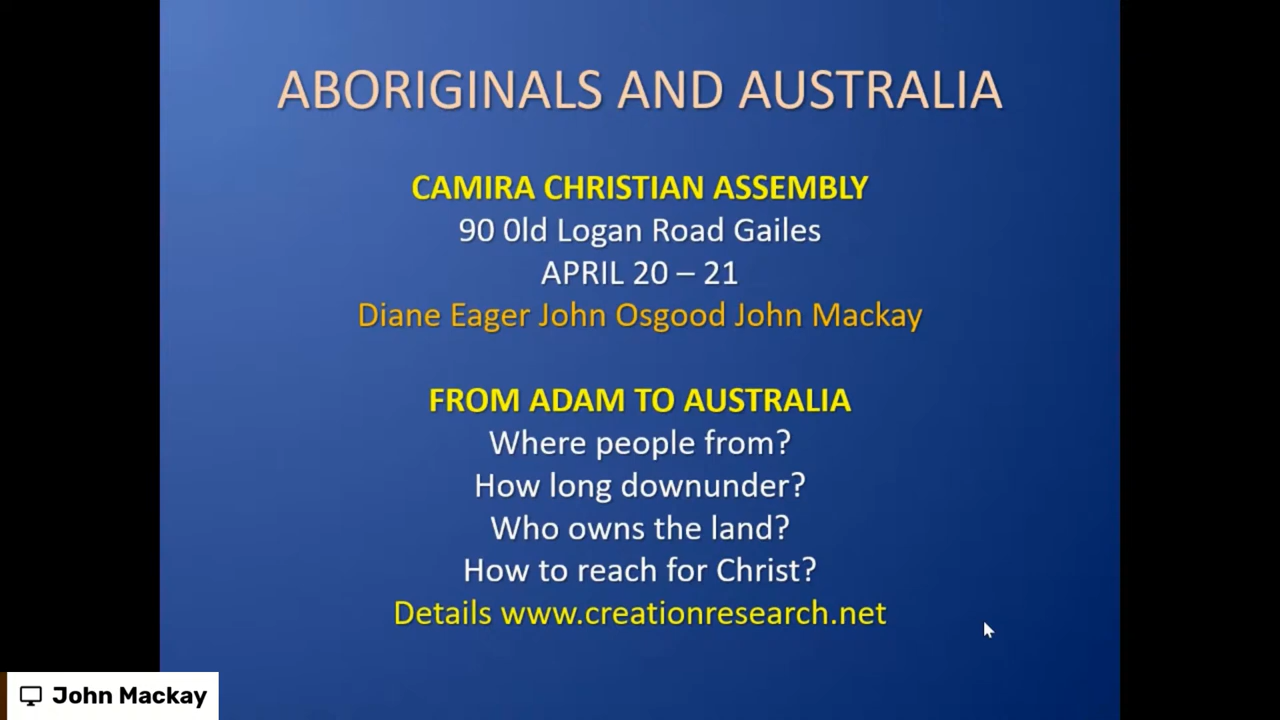 ABORIGINALS AND AUSTRALIA
CAMIRA CHRISTIAN ASSEMBLY
90 0ld Logan Road Gailes
APRIL 20 – 21
Diane Eager John Osgood John Mackay
FROM ADAM TO AUSTRALIA
Where people from?
How long downunder?
Who owns the land?
How to reach for Christ?
Details www.creationresearch.net
John Mackay